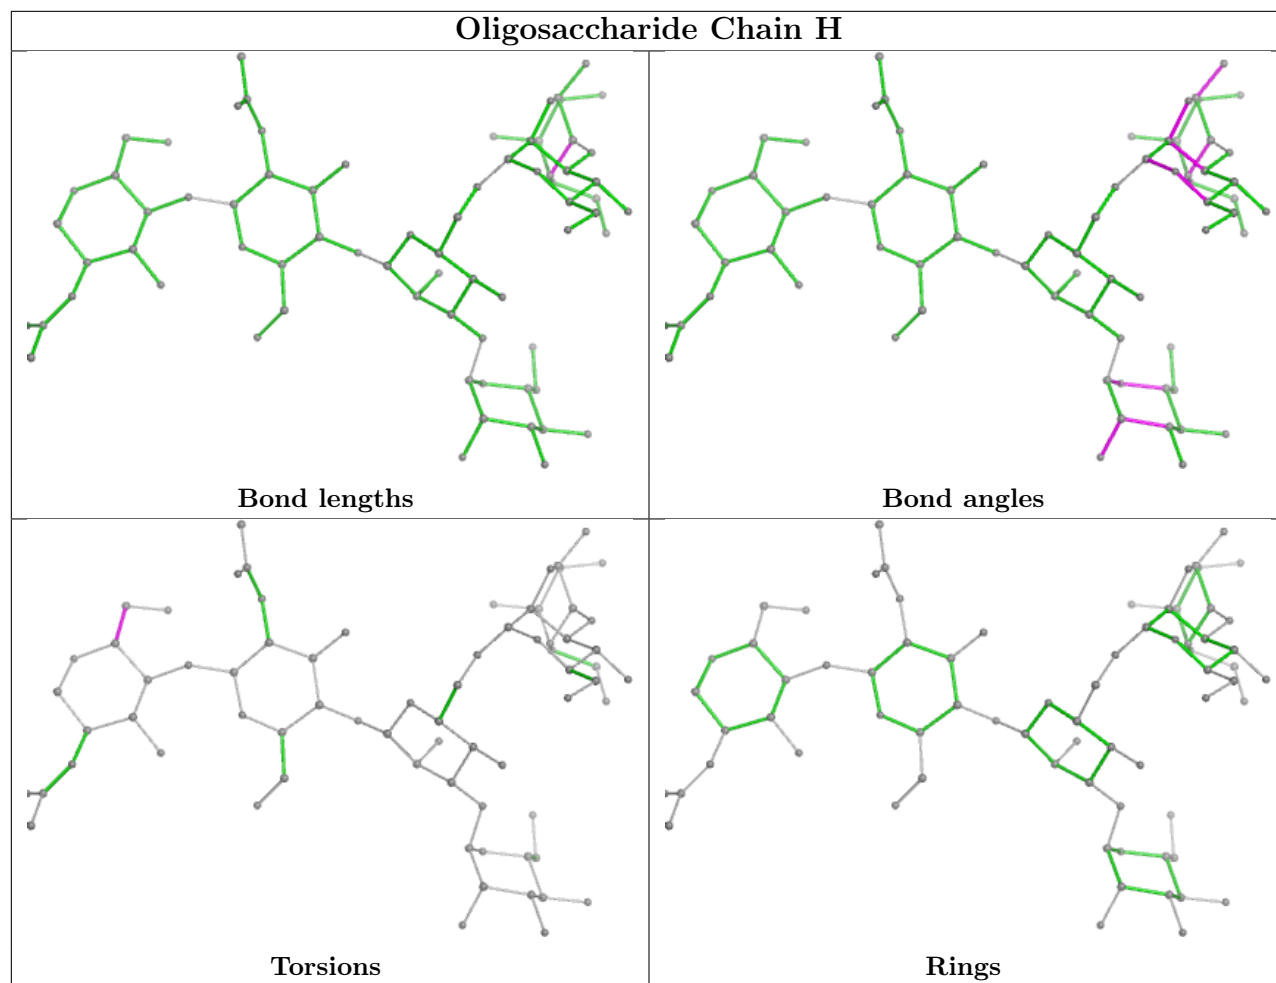 Oligosaccharide Chain H
Bond lengths
Bond angles
Torsions
Rings